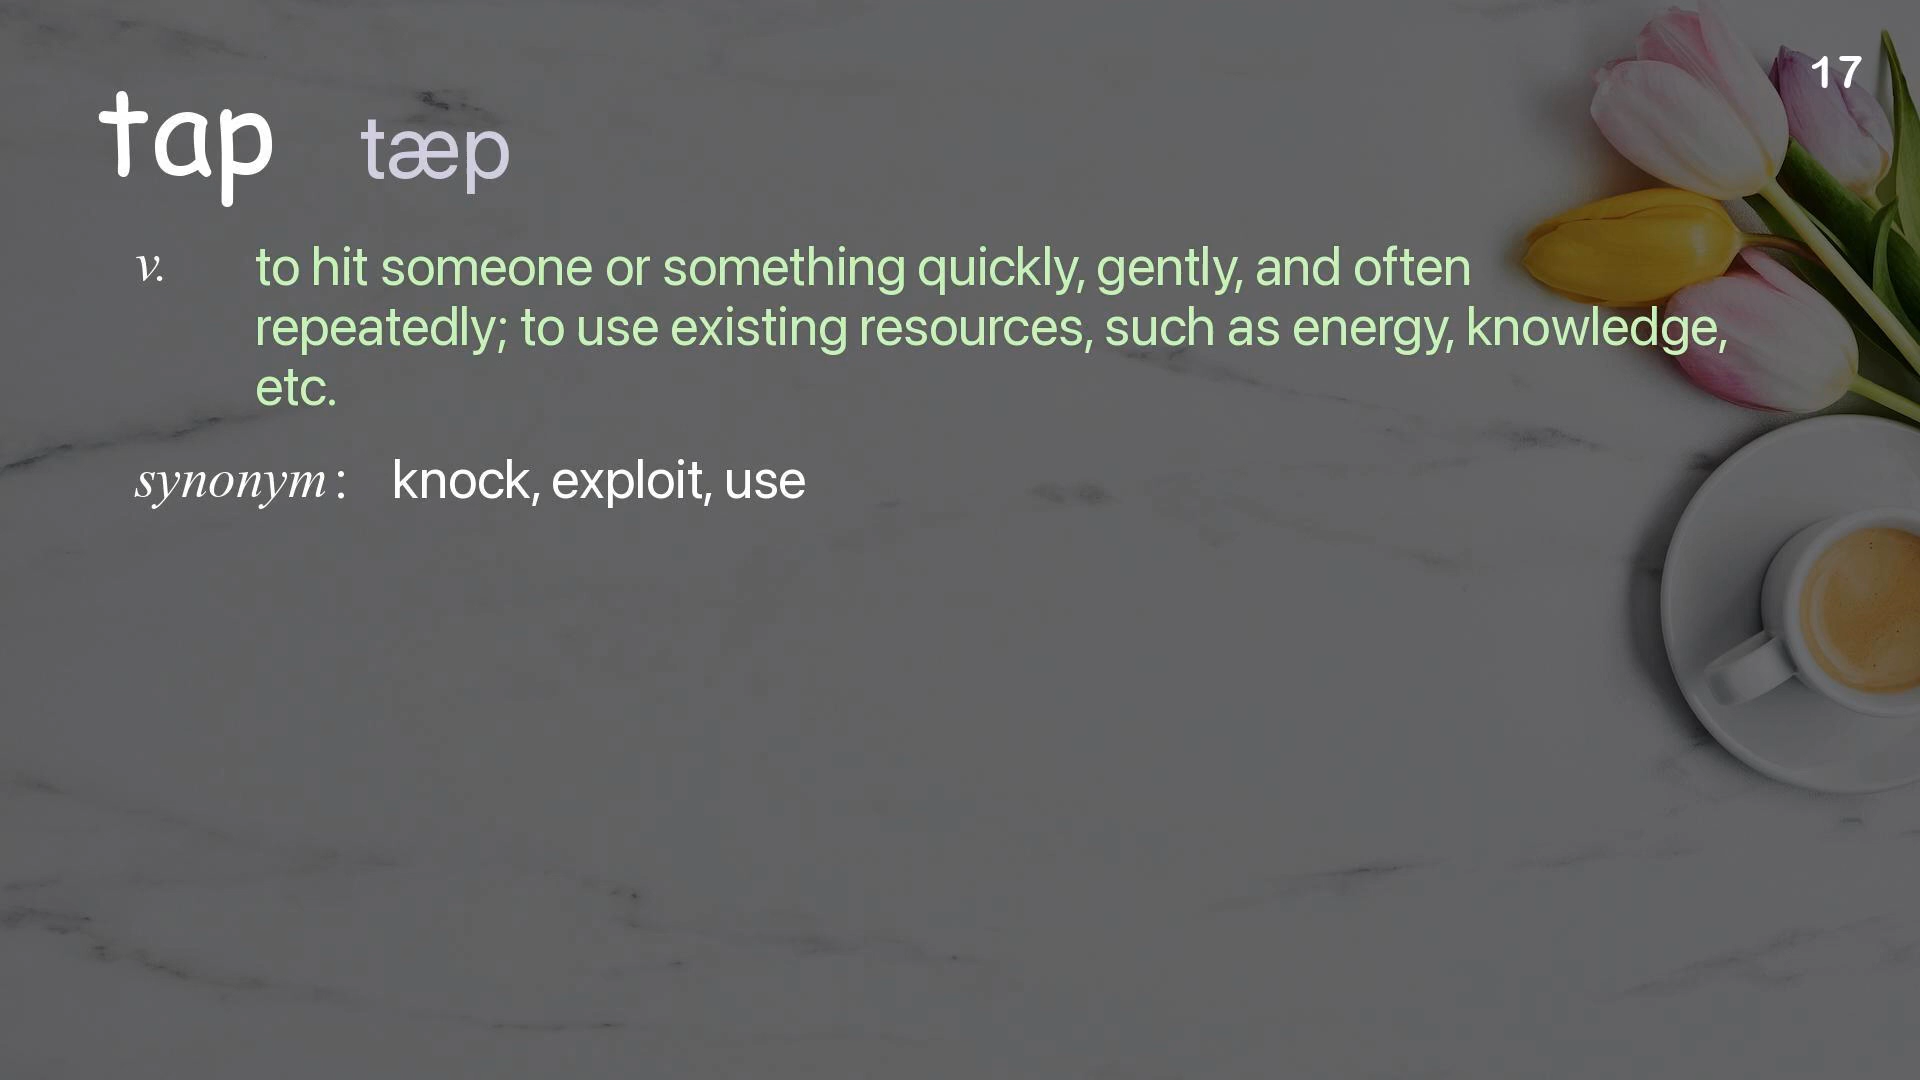 17
tap tæp
v. to hit someone or something quickly, gently, and often
repeatedly; to use existing resources, such as energy, knowledge,
etc.
synonym : knock, exploit, use